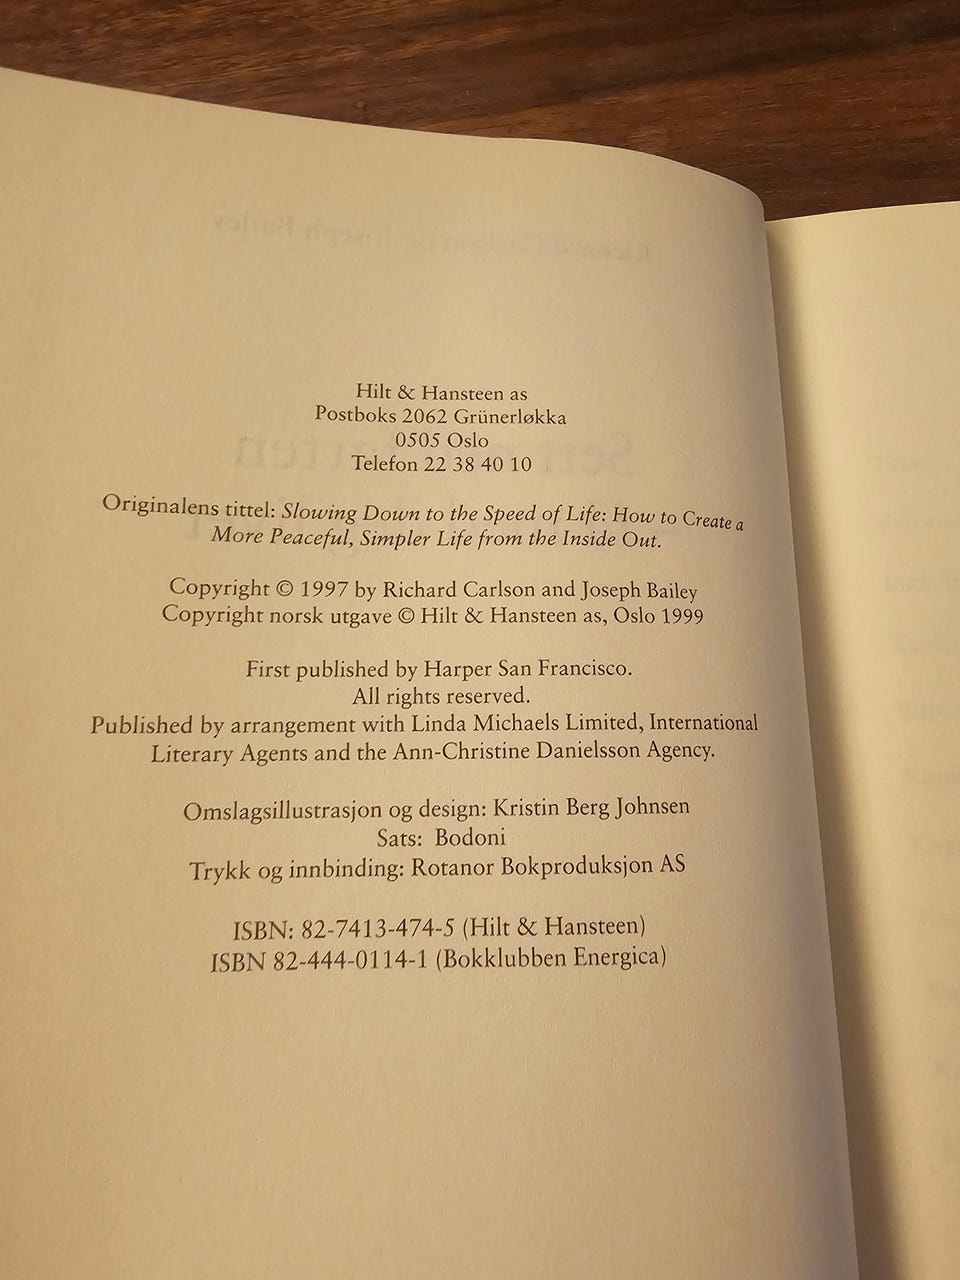 Hilt & Hansteen as
Postboks 2062 Grünerløkka
0505 Oslo
Telefon 22 38 40 10
Originalens tittel: Slowing Down to the Speed of Life: How to Create a
More Peaceful, Simpler Life from the Inside Out.
Copyright © 1997 by Richard Carlson and Joseph Bailey
Copyright norsk utgave © Hilt & Hansteen as, Oslo 1999
First published by Harper San Francisco.
All rights reserved.
Published by arrangement with Linda Michaels Limited, International
Literary Agents and the Ann-Christine Danielsson Agency.
Omslagsillustrasjon og design: Kristin Berg Johnsen
Sats: Bodoni
Trykk og innbinding: Rotanor Bokproduksjon AS
ISBN: 82-7413-474-5 (Hilt & Hansteen)
ISBN 82-444-0114-1 (Bokklubben Energica)